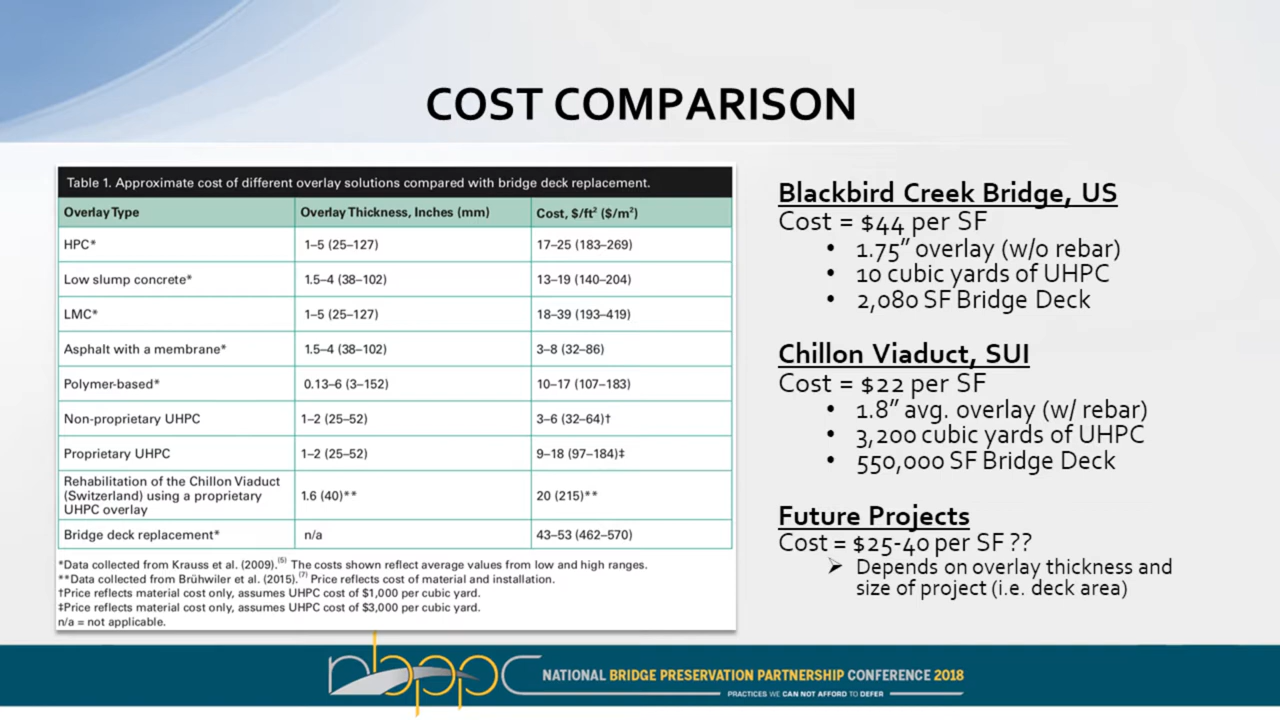 COST COMPARISON
Table 1. Approximate cost of different overlay solutions compared with bridge deck replacement.
Overlay Type Overlay Thickness, Inches (mm) Cost, $/ft² ($/m²)
HPC* 1–5 (25–127) 17–25 (183–269)
Low slump concrete* 1.5–4 (38–102) 13–19 (140–204)
LMC* 1–5 (25–127) 18–39 (193–419)
Asphalt with a membrane* 1.5–4 (38–102) 3–8 (32–86)
Polymer-based* 0.13–6 (3–152) 10–17 (107–183)
Non-proprietary UHPC 1–2 (25–52) 3–6 (32–64)†
Proprietary UHPC 1–2 (25–52) 9–18 (97–184)‡
Rehabilitation of the Chillon Viaduct
(Switzerland) using a proprietary 1.6 (40)** 20 (215)**
UHPC overlay
Bridge deck replacement* n/a 43–53 (462–570)
*Data collected from Krauss et al. (2009).⁽⁵⁾ The costs shown reflect average values from low and high ranges.
**Data collected from Brühwiler et al. (2015).⁽⁷⁾ Price reflects cost of material and installation.
†Price reflects material cost only, assumes UHPC cost of $1,000 per cubic yard.
‡Price reflects material cost only, assumes UHPC cost of $3,000 per cubic yard.
n/a = not applicable.
Blackbird Creek Bridge, US
Cost = $44 per SF
• 1.75” overlay (w/o rebar)
• 10 cubic yards of UHPC
• 2,080 SF Bridge Deck
Chillon Viaduct, SUI
Cost = $22 per SF
• 1.8” avg. overlay (w/ rebar)
• 3,200 cubic yards of UHPC
• 550,000 SF Bridge Deck
Future Projects
Cost = $25-40 per SF ??
➢ Depends on overlay thickness and
size of project (i.e. deck area)
nbppc NATIONAL BRIDGE PRESERVATION PARTNERSHIP CONFERENCE 2018
PRACTICES WE CAN NOT AFFORD TO DEFER